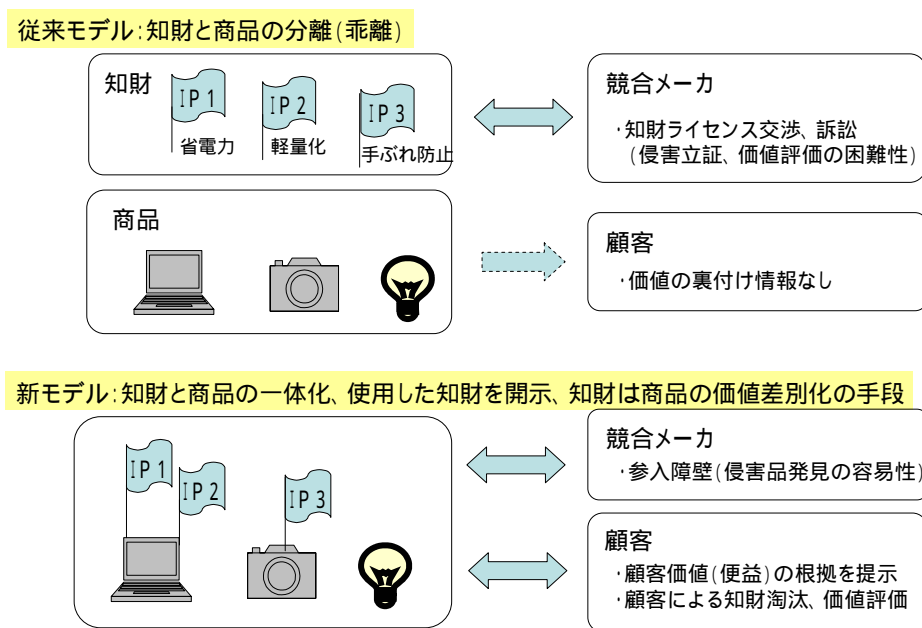 従来モデル:知財と商品の分離(乖離)
知財
IP1
IP2
IP3
省電力
軽量化
手ぶれ防止
競合メーカ
・知財ライセンス交渉、訴訟
(侵害立証、価値評価の困難性)
商品
顧客
・価値の裏付け情報なし
新モデル:知財と商品の一体化、使用した知財を開示、知財は商品の価値差別化の手段
IP1
IP2
IP3
競合メーカ
・参入障壁(侵害品発見の容易性)
顧客
・顧客価値(便益)の根拠を提示
・顧客による知財淘汰、価値評価